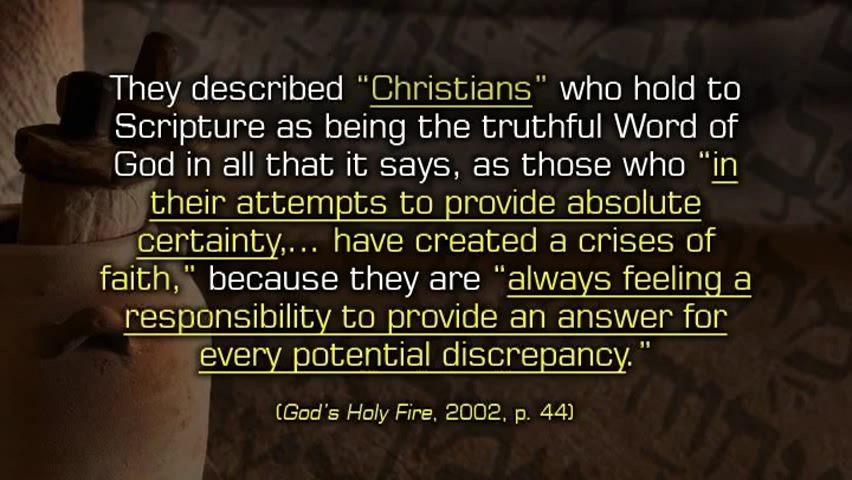 They described “Christians” who hold to
Scripture as being the truthful Word of
God in all that it says, as those who “in
their attempts to provide absolute
certainty,... have created a crises of
faith,” because they are “always feeling a
responsibility to provide an answer for
every potential discrepancy.”
(God's Holy Fire, 2002, p. 44)